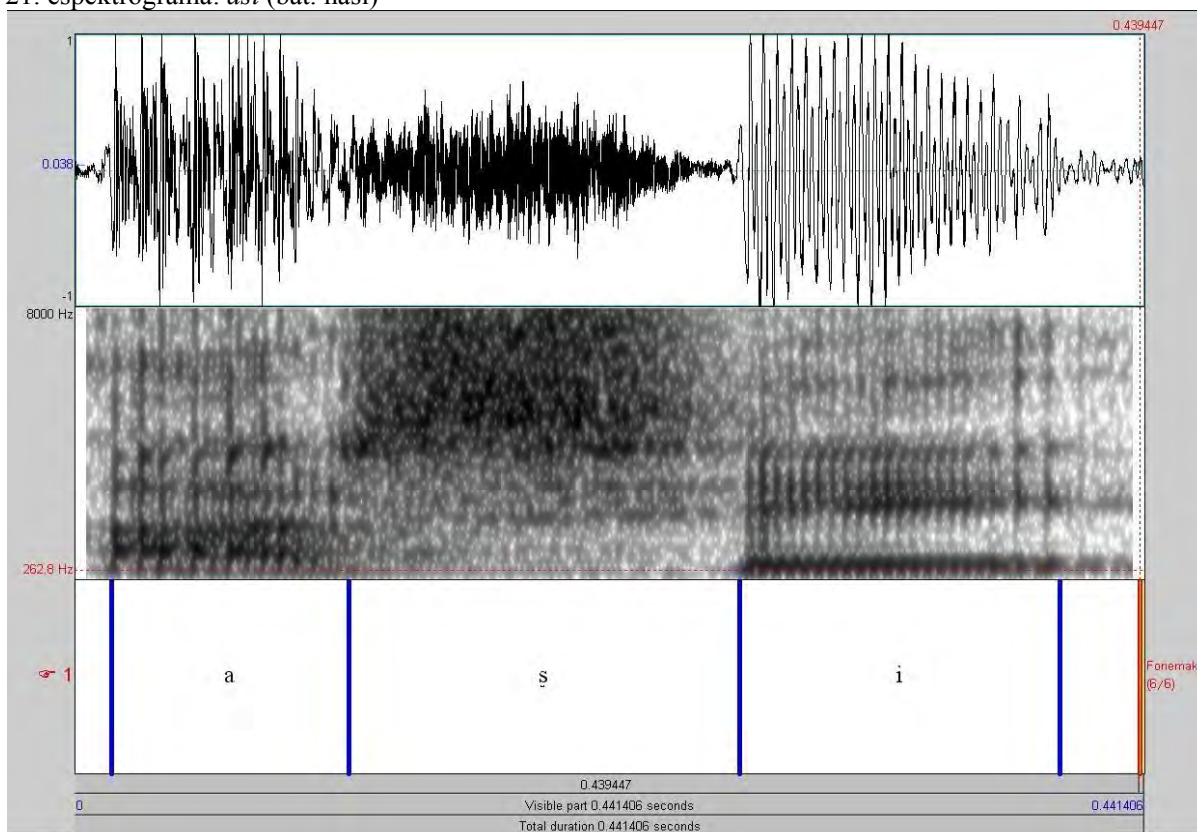 21. espektrograma: asi (bat. hasi)
0.439447
1
0.038
-1
8000 Hz
262.8 Hz
☞ 1
a
s̺
i
Fonemak
(6/6)
0.439447
0
Visible part 0.441406 seconds
0.441406
Total duration 0.441406 seconds